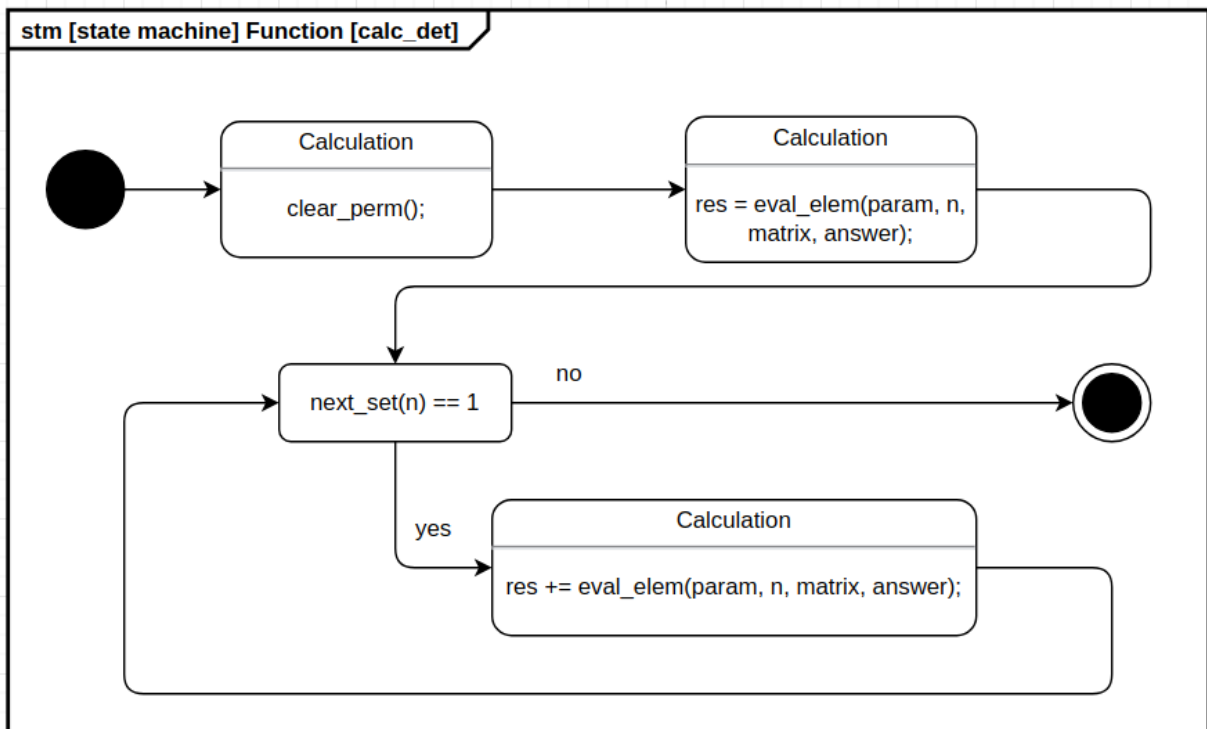 stm [state machine] Function [calc_det]
Calculation
clear_perm();
Calculation
res = eval_elem(param, n,
matrix, answer);
next_set(n) == 1
no
yes
Calculation
res += eval_elem(param, n, matrix, answer);